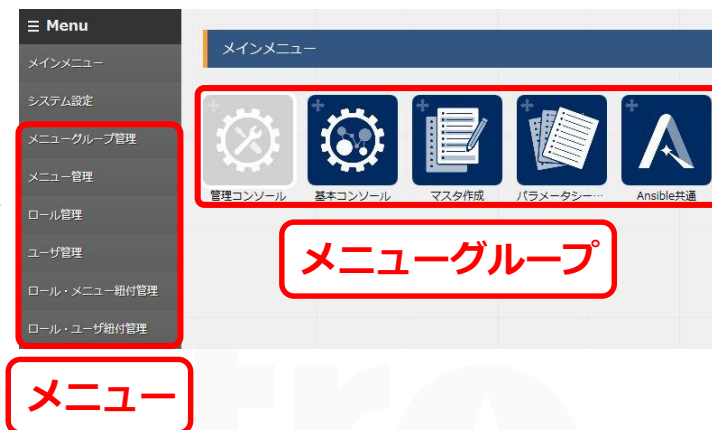 ☰ Menu
メインメニュー
システム設定
メニューグループ管理
メニュー管理
ロール管理
ユーザ管理
ロール・メニュー紐付管理
ロール・ユーザ紐付管理
メインメニュー
管理コンソール
基本コンソール
マスタ作成
パラメータシー…
Ansible共通
メニューグループ
メニュー